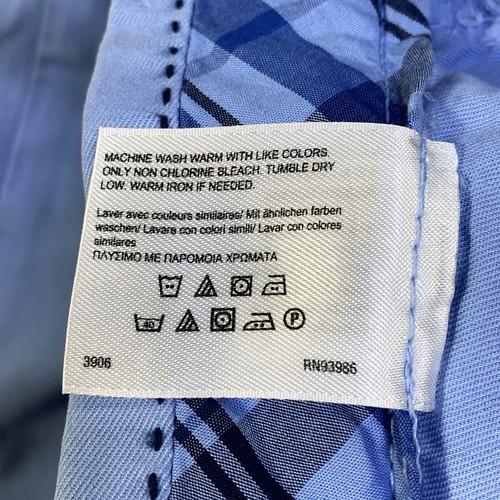 MACHINE WASH WARM WITH LIKE COLORS.
ONLY NON CHLORINE BLEACH. TUMBLE DRY
LOW. WARM IRON IF NEEDED.
Laver avec couleurs similaires/ Mit ähnlichen farben
waschen/ Lavare con colori simili/ Lavar con colores
similares
ΠΛΥΣΙΜΟ ΜΕ ΠΑΡΟΜΟΙΑ ΧΡΩΜΑΤΑ
40 P
3906 RN93986